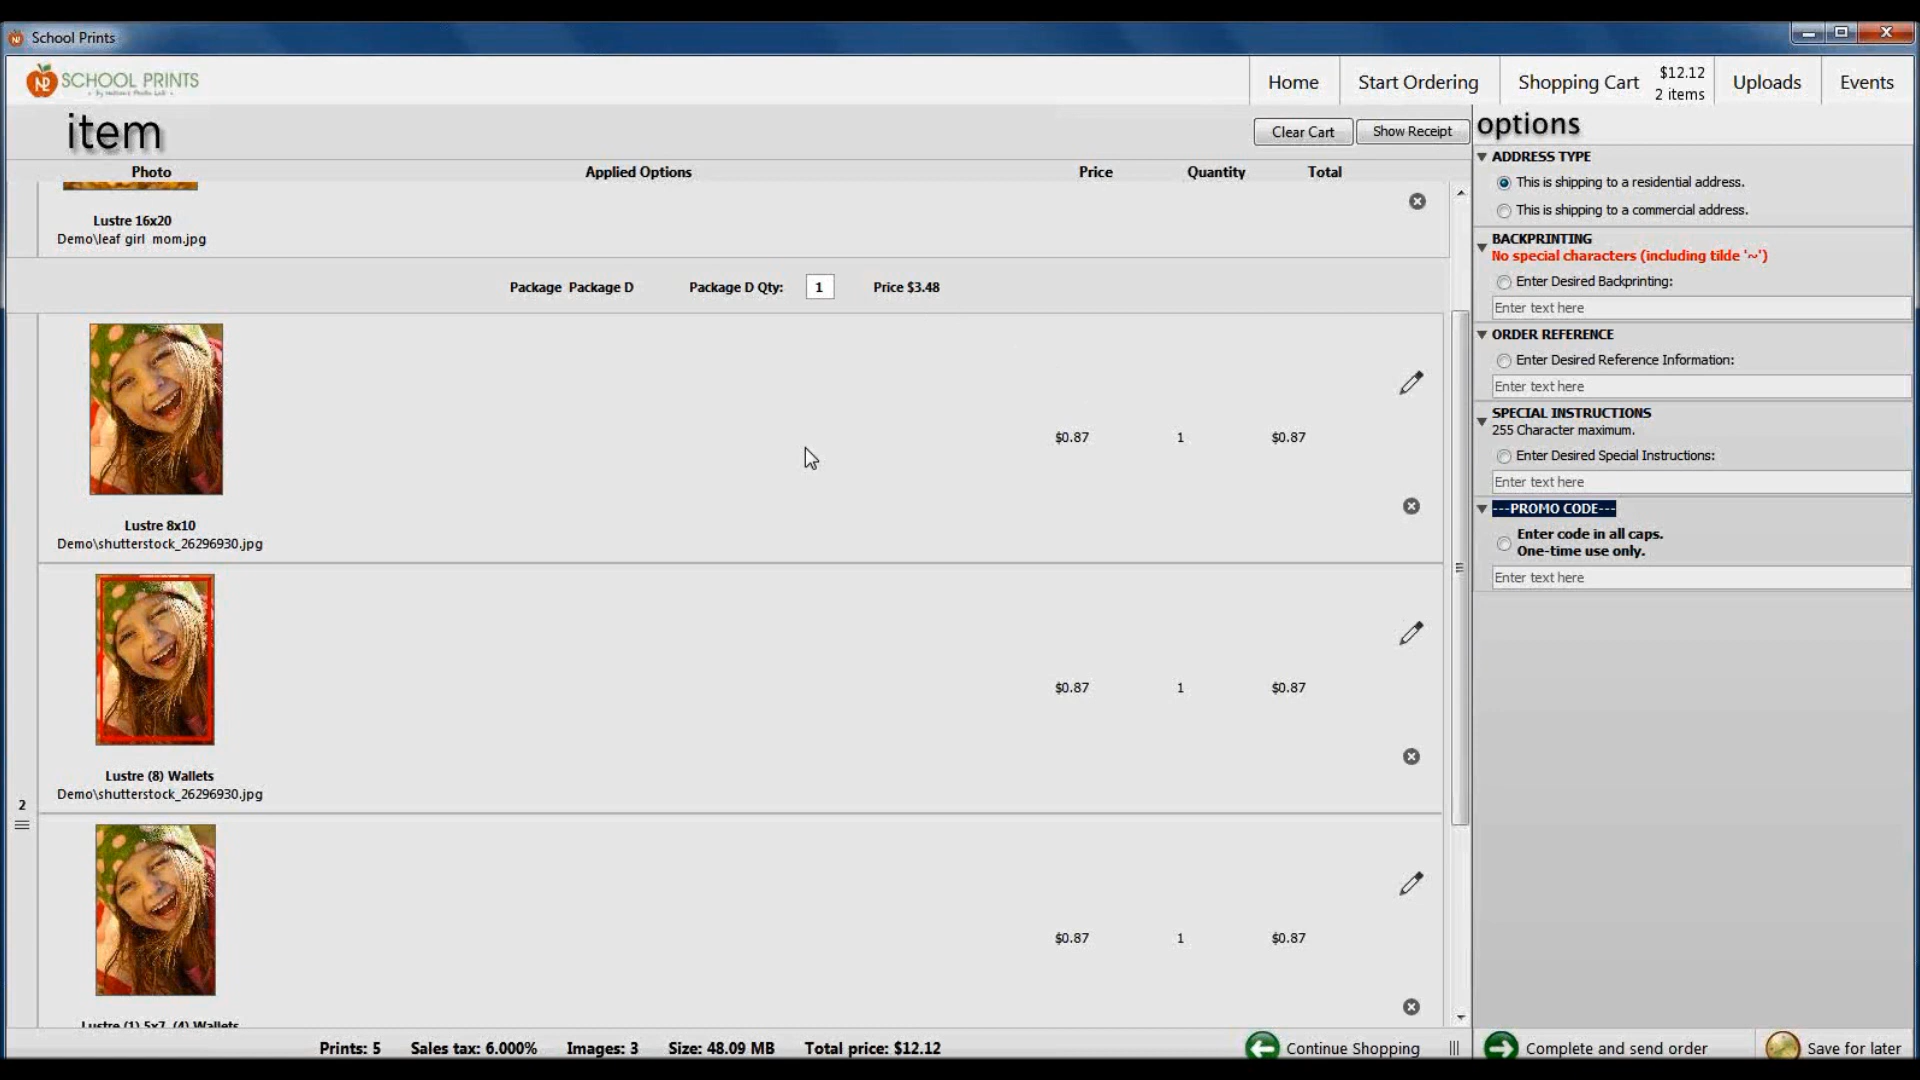 School Prints
SCHOOL PRINTS
Home
Start Ordering
Shopping Cart
$12.12
2 items
Uploads
Events
item
Clear Cart
Show Receipt
options
Photo
Applied Options
Price
Quantity
Total
Lustre 16x20
Demo\leaf girl mom.jpg
Package Package D
Package D Qty:
1
Price $3.48
$0.87
1
$0.87
Lustre 8x10
Demo\shutterstock_26296930.jpg
$0.87
1
$0.87
Lustre (8) Wallets
Demo\shutterstock_26296930.jpg
2
$0.87
1
$0.87
Lustre (1) 5x7, (4) Wallets
ADDRESS TYPE
This is shipping to a residential address.
This is shipping to a commercial address.
BACKPRINTING
No special characters (including tilde '~')
Enter Desired Backprinting:
Enter text here
ORDER REFERENCE
Enter Desired Reference Information:
Enter text here
SPECIAL INSTRUCTIONS
255 Character maximum.
Enter Desired Special Instructions:
Enter text here
---PROMO CODE---
Enter code in all caps.
One-time use only.
Enter text here
Prints: 5
Sales tax: 6.000%
Images: 3
Size: 48.09 MB
Total price: $12.12
Continue Shopping
Complete and send order
Save for later